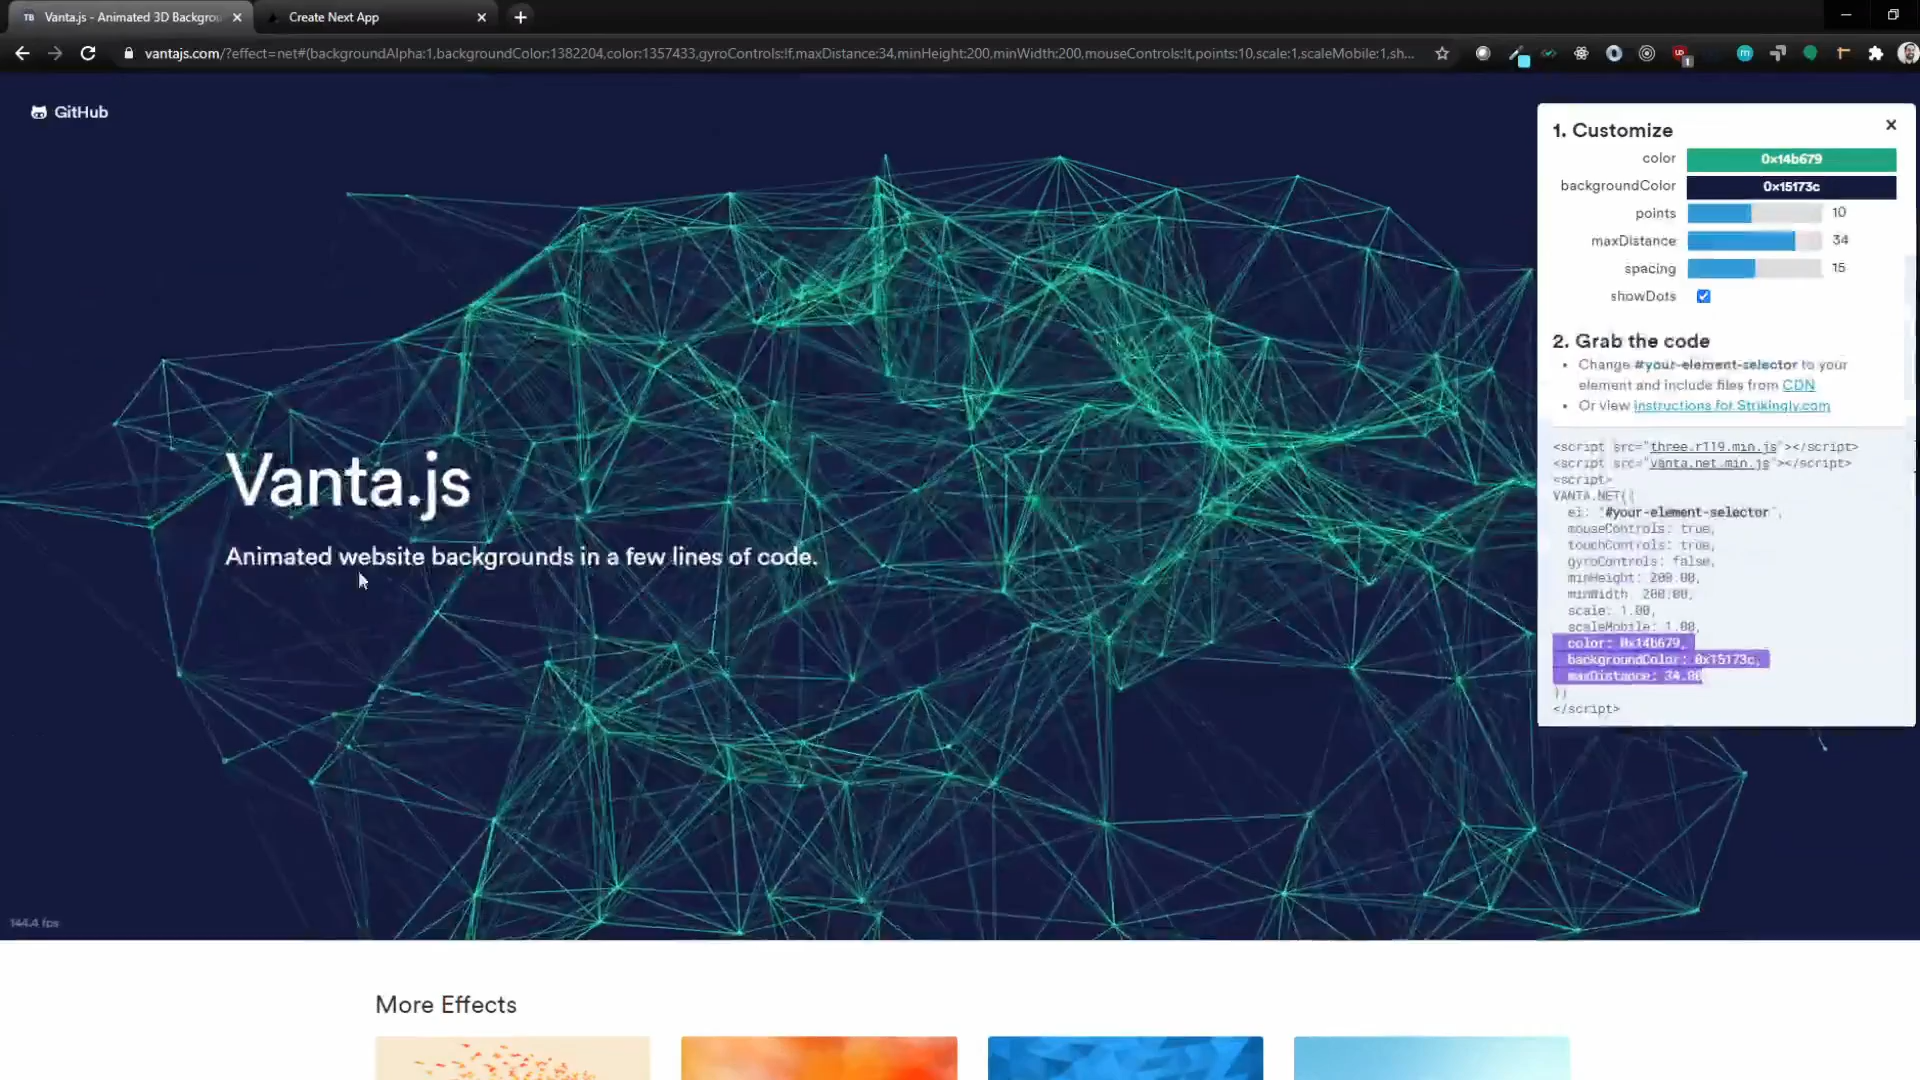 TB Vanta.js - Animated 3D Backgrou
Create Next App
vantajs.com/?effect=net#(backgroundAlpha:1,backgroundColor:1382204,color:1357433,gyroControls:!f,maxDistance:34,minHeight:200,minWidth:200,mouseControls:!t,points:10,scale:1,scaleMobile:1,sh...
GitHub
1. Customize
color 0x14b679
backgroundColor 0x15173c
points 10
maxDistance 34
spacing 15
showDots
2. Grab the code
• Change #your-element-selector to your
element and include files from CDN
• Or view instructions for Strikingly.com
<script src="three.r119.min.js"></script>
<script src="vanta.net.min.js"></script>
<script>
VANTA.NET({
el: "#your-element-selector",
mouseControls: true,
touchControls: true,
gyroControls: false,
minHeight: 200.00,
minWidth: 200.00,
scale: 1.00,
scaleMobile: 1.00,
color: 0x14b679,
backgroundColor: 0x15173c,
maxDistance: 34.00
})
</script>
Vanta.js
Animated website backgrounds in a few lines of code.
144.4 fps
More Effects